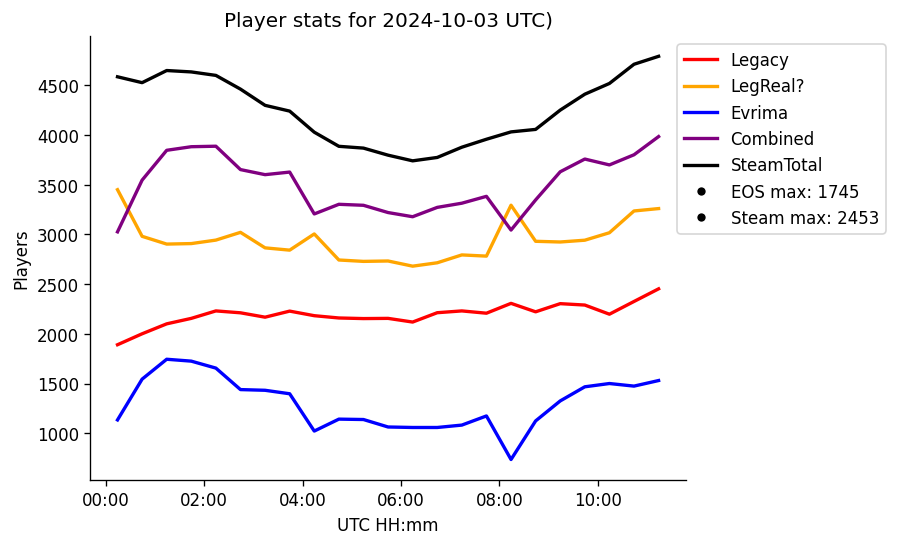 Player stats for 2024-10-03 UTC)
Players
4500
4000
3500
3000
2500
2000
1500
1000
00:00 02:00 04:00 06:00 08:00 10:00
UTC HH:mm
Legacy
LegReal?
Evrima
Combined
SteamTotal
EOS max: 1745
Steam max: 2453